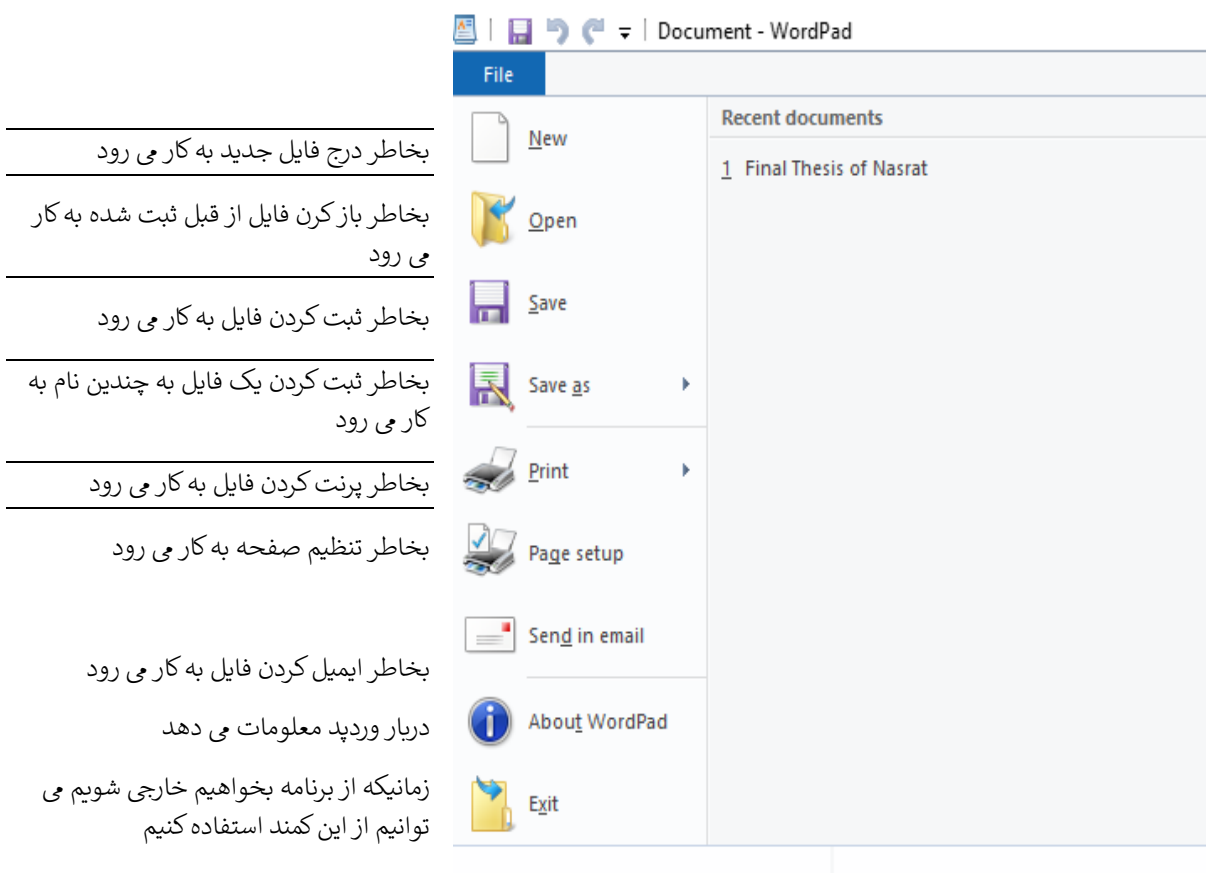 Document - WordPad
File
Recent documents
New
بخاطر درج فایل جدید به کار می رود
1 Final Thesis of Nasrat
بخاطر باز کرن فایل از قبل ثبت شده به کار
می رود
Open
بخاطر ثبت کردن فایل به کار می رود
Save
بخاطر ثبت کردن یک فایل به چندین نام به
کار می رود
Save as
بخاطر پرنت کردن فایل به کار می رود
Print
بخاطر تنظیم صفحه به کار می رود
Page setup
بخاطر ایمیل کردن فایل به کار می رود
Send in email
دربار وردپد معلومات می دهد
About WordPad
زمانیکه از برنامه بخواهیم خارجی شویم می
توانیم از این کمند استفاده کنیم
Exit